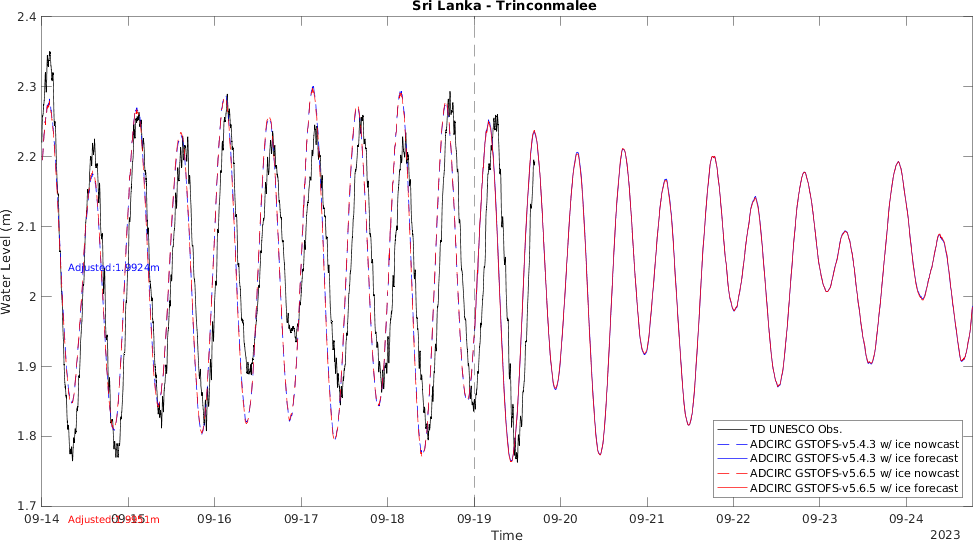 Sri Lanka - Trinconmalee
2.4
2.3
2.2
2.1
2
1.9
1.8
1.7
Water Level (m)
Adjusted:1.9924m
TD UNESCO Obs.
ADCIRC GSTOFS-v5.4.3 w/ ice nowcast
ADCIRC GSTOFS-v5.4.3 w/ ice forecast
ADCIRC GSTOFS-v5.6.5 w/ ice nowcast
ADCIRC GSTOFS-v5.6.5 w/ ice forecast
09-14 09-15 09-16 09-17 09-18 09-19 09-20 09-21 09-22 09-23 09-24
Time
2023